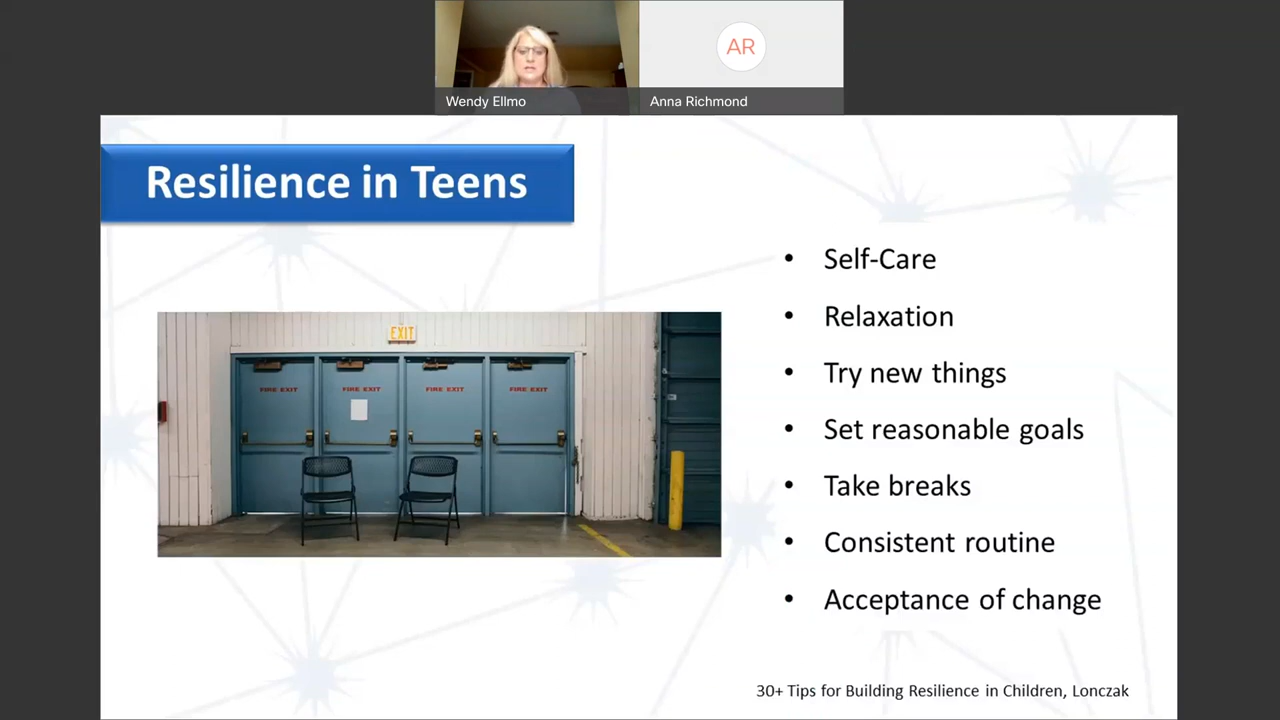 AR
Wendy Ellmo
Anna Richmond
Resilience in Teens
EXIT
FIRE EXIT
FIRE EXIT
FIRE EXIT
FIRE EXIT
• Self-Care
• Relaxation
• Try new things
• Set reasonable goals
• Take breaks
• Consistent routine
• Acceptance of change
30+ Tips for Building Resilience in Children, Lonczak